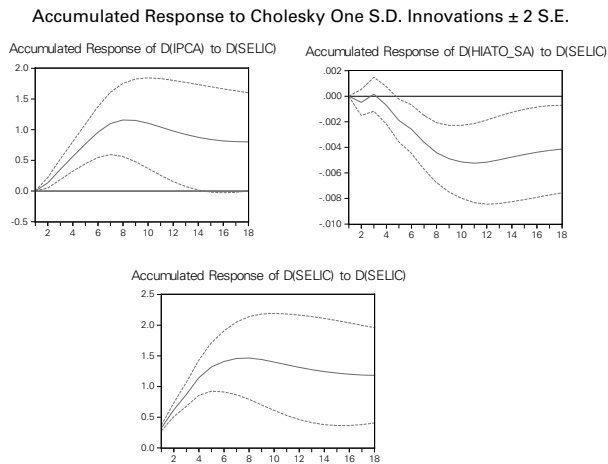 Accumulated Response to Cholesky One S.D. Innovations ± 2 S.E.
Accumulated Response of D(IPCA) to D(SELIC)
2.0
1.5
1.0
0.5
0.0
-0.5
2 4 6 8 10 12 14 16 18
Accumulated Response of D(HIATO_SA) to D(SELIC)
.002
.000
-.002
-.004
-.006
-.008
-.010
2 4 6 8 10 12 14 16 18
Accumulated Response of D(SELIC) to D(SELIC)
2.5
2.0
1.5
1.0
0.5
0.0
2 4 6 8 10 12 14 16 18